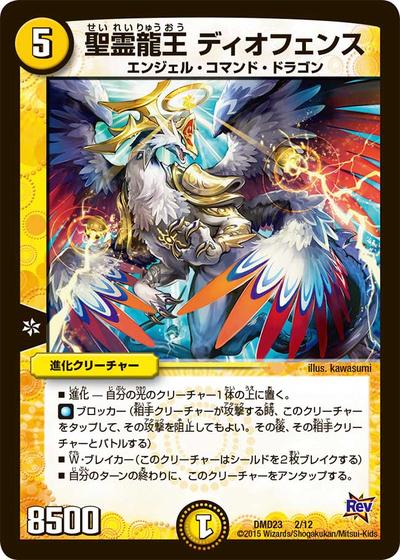 5
せいれいりゅうおう
聖霊龍王 ディオフェンス
エンジェル・コマンド・ドラゴン
illus. kawasumi
進化クリーチャー
■ 進化 ― 自分の光のクリーチャー1体の上に置く。
ブロッカー(相手クリーチャーが攻撃する時、このクリーチャー
をタップして、その攻撃を阻止してもよい。その後、その相手クリーチ
ャーとバトルする)
■ W・ブレイカー(このクリーチャーはシールドを2枚ブレイクする)
■ 自分のターンの終わりに、このクリーチャーをアンタップする。
Rev
8500
1
DMD23 2/12
©2015 Wizards/Shogakukan/Mitsui-Kids